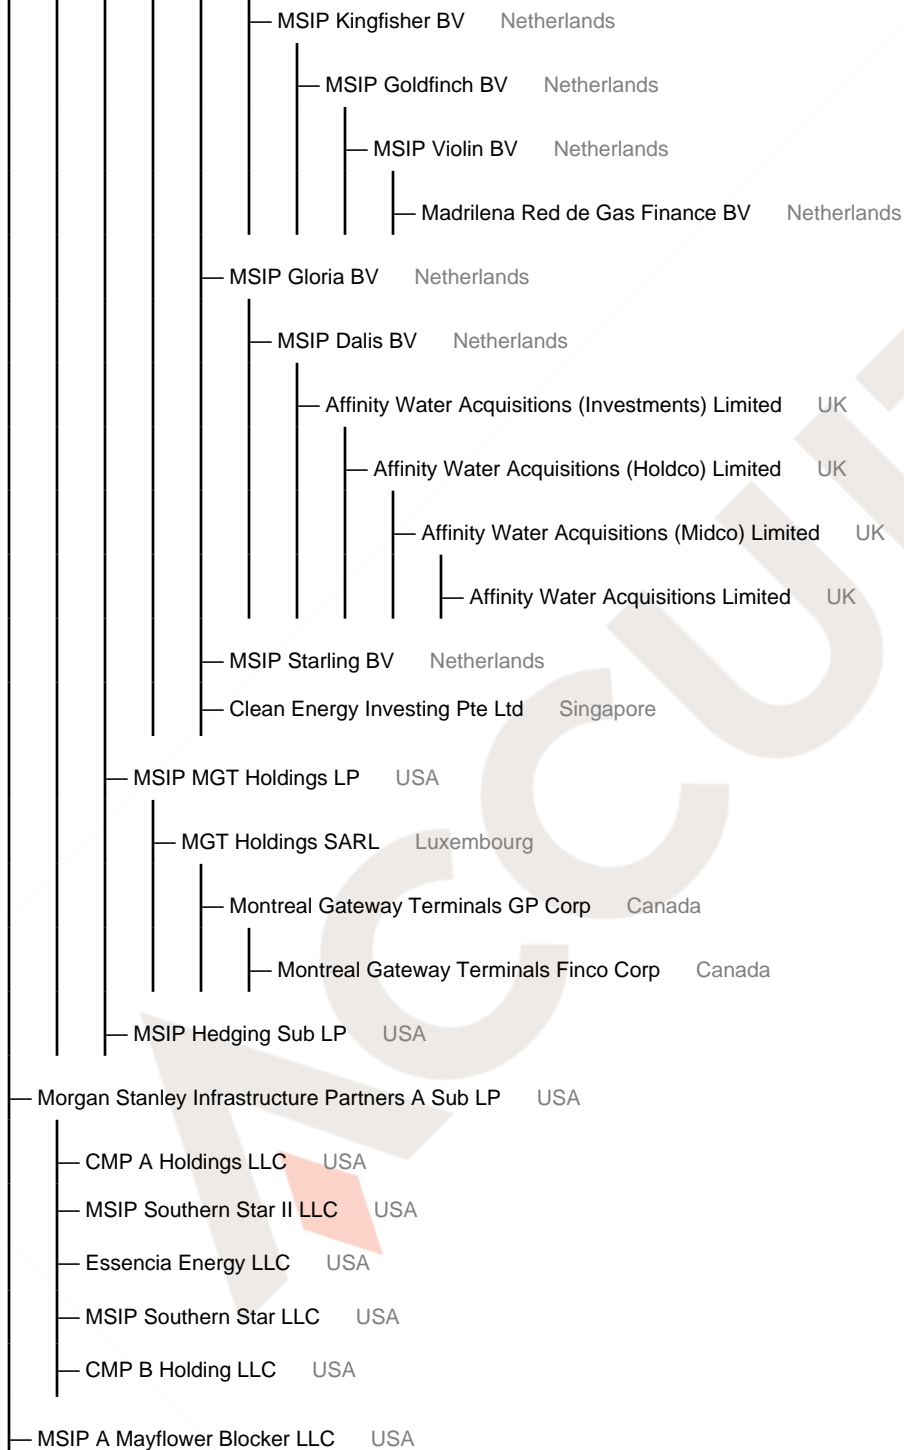 MSIP Kingfisher BV Netherlands
MSIP Goldfinch BV Netherlands
MSIP Violin BV Netherlands
Madrilena Red de Gas Finance BV Netherlands
MSIP Gloria BV Netherlands
MSIP Dalis BV Netherlands
Affinity Water Acquisitions (Investments) Limited UK
Affinity Water Acquisitions (Holdco) Limited UK
Affinity Water Acquisitions (Midco) Limited UK
Affinity Water Acquisitions Limited UK
MSIP Starling BV Netherlands
Clean Energy Investing Pte Ltd Singapore
MSIP MGT Holdings LP USA
MGT Holdings SARL Luxembourg
Montreal Gateway Terminals GP Corp Canada
Montreal Gateway Terminals Finco Corp Canada
MSIP Hedging Sub LP USA
Morgan Stanley Infrastructure Partners A Sub LP USA
CMP A Holdings LLC USA
MSIP Southern Star II LLC USA
Essencia Energy LLC USA
MSIP Southern Star LLC USA
CMP B Holding LLC USA
MSIP A Mayflower Blocker LLC USA